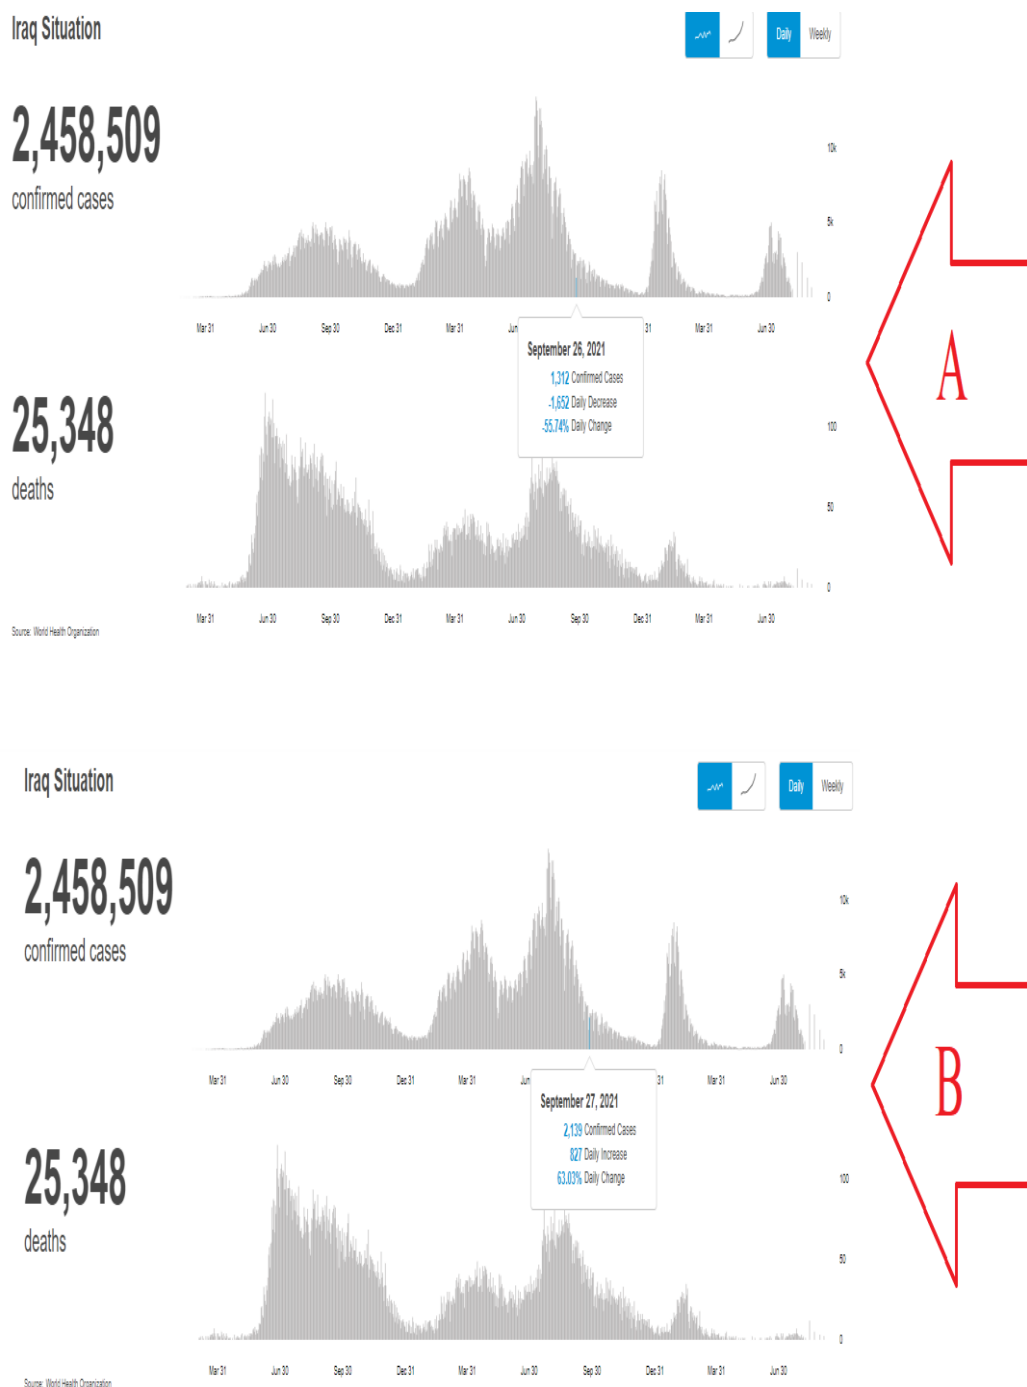 Iraq Situation
Daily Weekly
2,458,509
confirmed cases
10k
5k
0
Mar 31 Jun 30 Sep 30 Dec 31 Mar 31 Jun 31 Mar 31 Jun 30
September 26, 2021
1,312 Confirmed Cases
-1,652 Daily Decrease
-55.74% Daily Change
A
25,348
deaths
100
50
0
Mar 31 Jun 30 Sep 30 Dec 31 Mar 31 Jun 30 Sep 30 Dec 31 Mar 31 Jun 30
Source: World Health Organization
Iraq Situation
Daily Weekly
2,458,509
confirmed cases
10k
5k
0
Mar 31 Jun 30 Sep 30 Dec 31 Mar 31 Jun 31 Mar 31 Jun 30
September 27, 2021
2,139 Confirmed Cases
827 Daily Increase
63.03% Daily Change
B
25,348
deaths
100
50
0
Mar 31 Jun 30 Sep 30 Dec 31 Mar 31 Jun 30 Sep 30 Dec 31 Mar 31 Jun 30
Source: World Health Organization